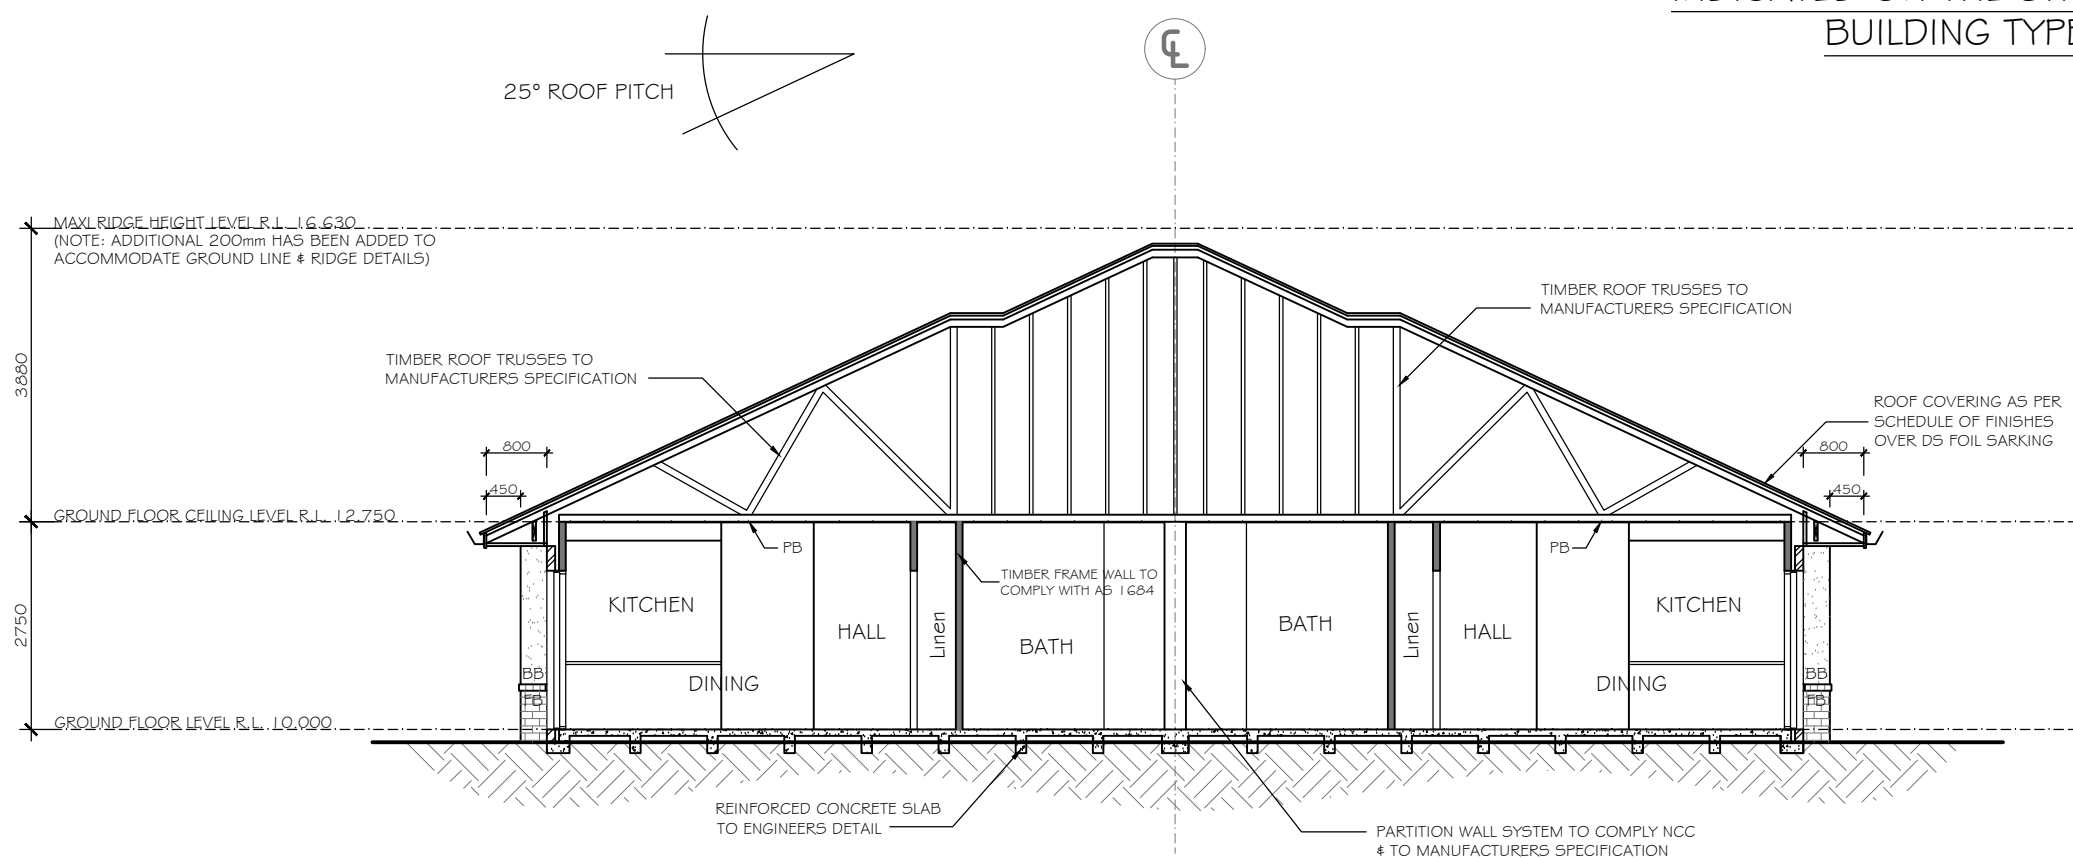 BUILDING TYPE
25° ROOF PITCH
CL
MAX RIDGE HEIGHT LEVEL R.L. 16.630
(NOTE: ADDITIONAL 200mm HAS BEEN ADDED TO
ACCOMMODATE GROUND LINE & RIDGE DETAILS)
TIMBER ROOF TRUSSES TO
MANUFACTURERS SPECIFICATION
TIMBER ROOF TRUSSES TO
MANUFACTURERS SPECIFICATION
3880
ROOF COVERING AS PER
SCHEDULE OF FINISHES
OVER DS FOIL SARKING
800
800
450
450
GROUND FLOOR CEILING LEVEL R.L. 12.750
PB
PB
TIMBER FRAME WALL TO
COMPLY WITH AS 1684
2750
KITCHEN
HALL
Linen
BATH
BATH
Linen
HALL
KITCHEN
DINING
DINING
BB
FB
BB
FB
GROUND FLOOR LEVEL R.L. 10.000
REINFORCED CONCRETE SLAB
TO ENGINEERS DETAIL
PARTITION WALL SYSTEM TO COMPLY NCC
& TO MANUFACTURERS SPECIFICATION